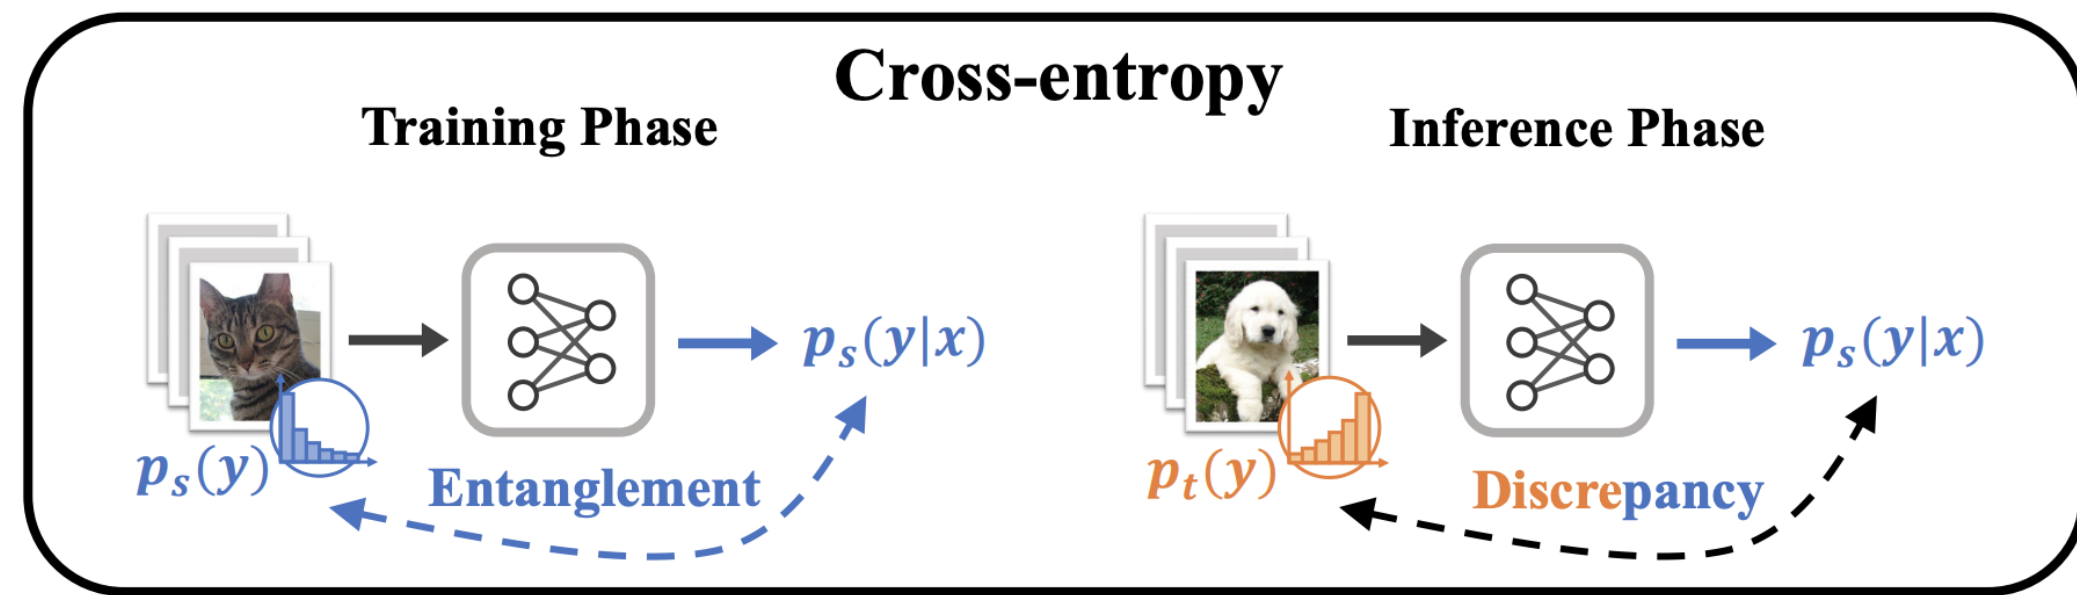 Cross-entropy
Training Phase
p_s(y|x)
p_s(y)
Entanglement
Inference Phase
p_s(y|x)
p_t(y)
Discrepancy